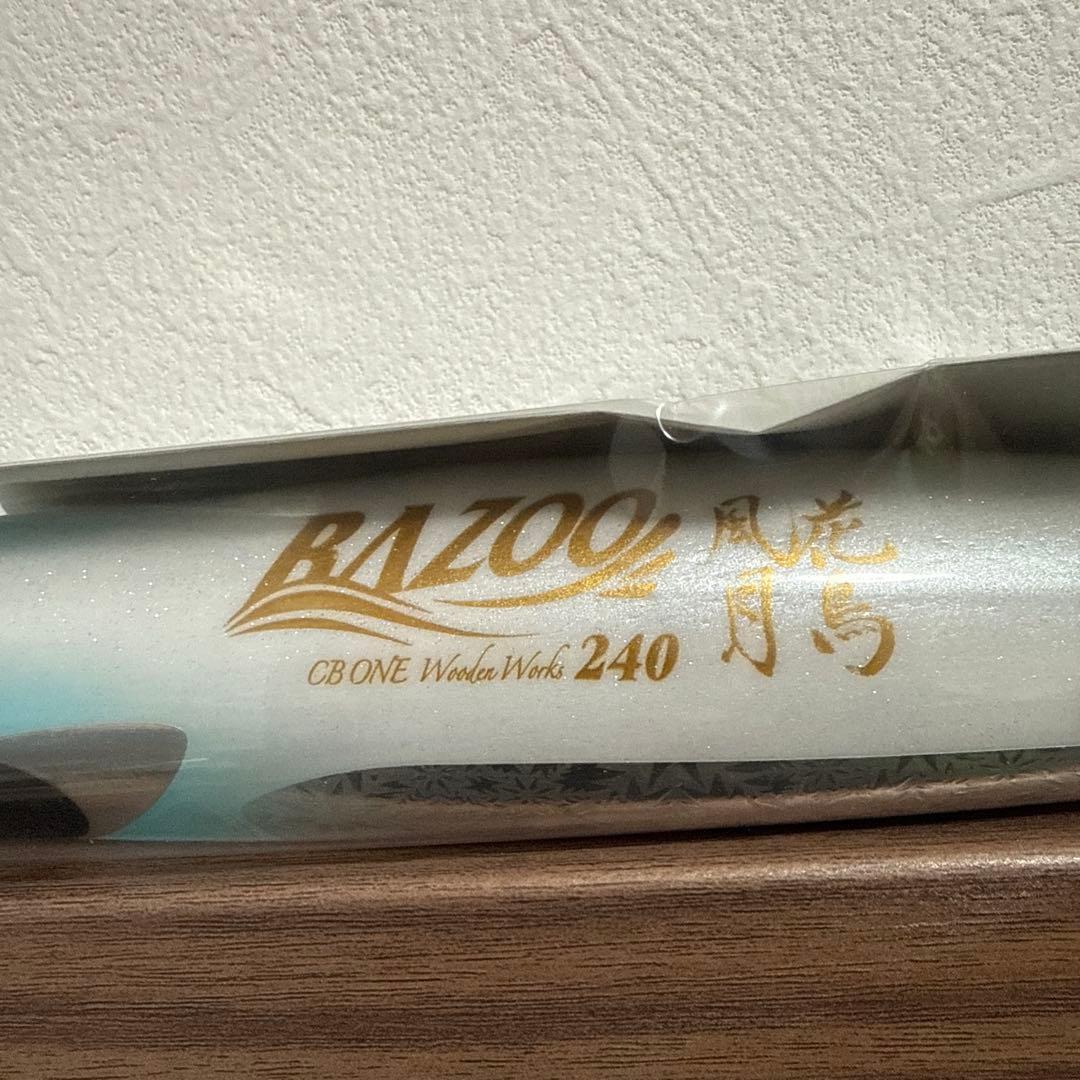 BAZOO
CB ONE Wooden Works 240
花鳥
風月